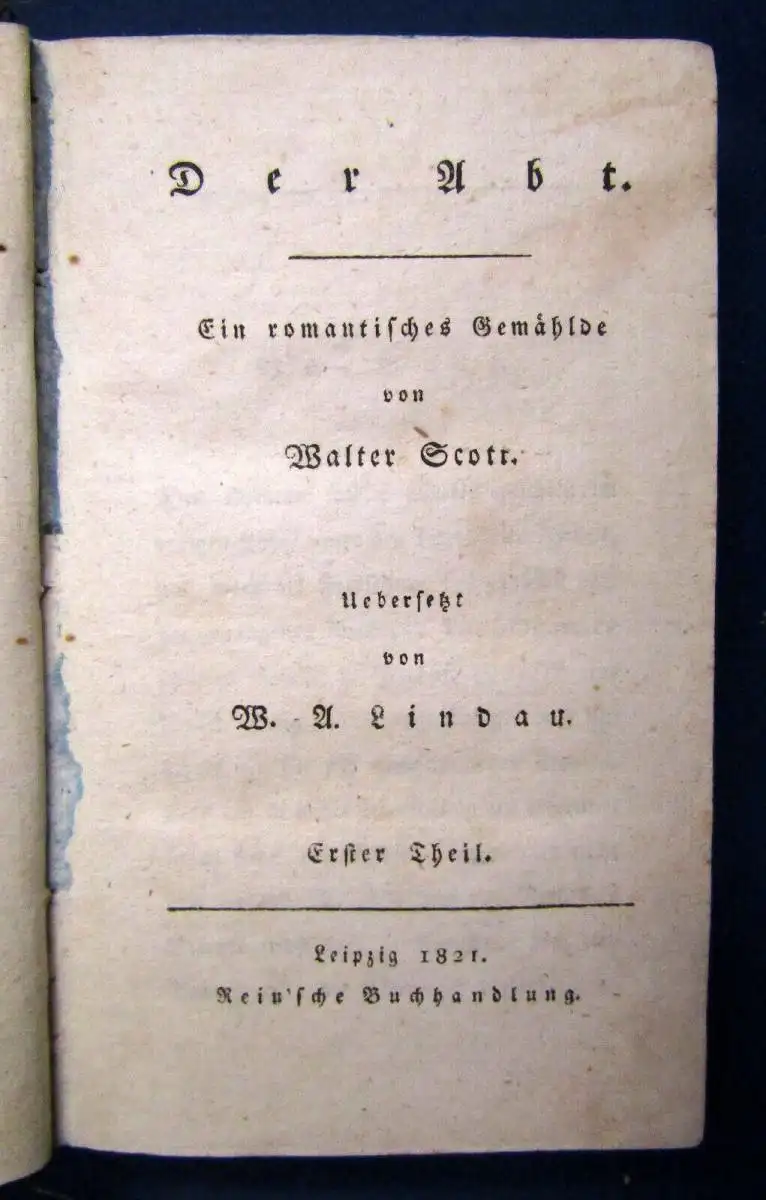 Der Abt.
Ein romantisches Gemählde
von
Walter Scott.
Uebersetzt
von
W. A. Lindau.
Erster Theil.
Leipzig 1821.
Rein'sche Buchhandlung.